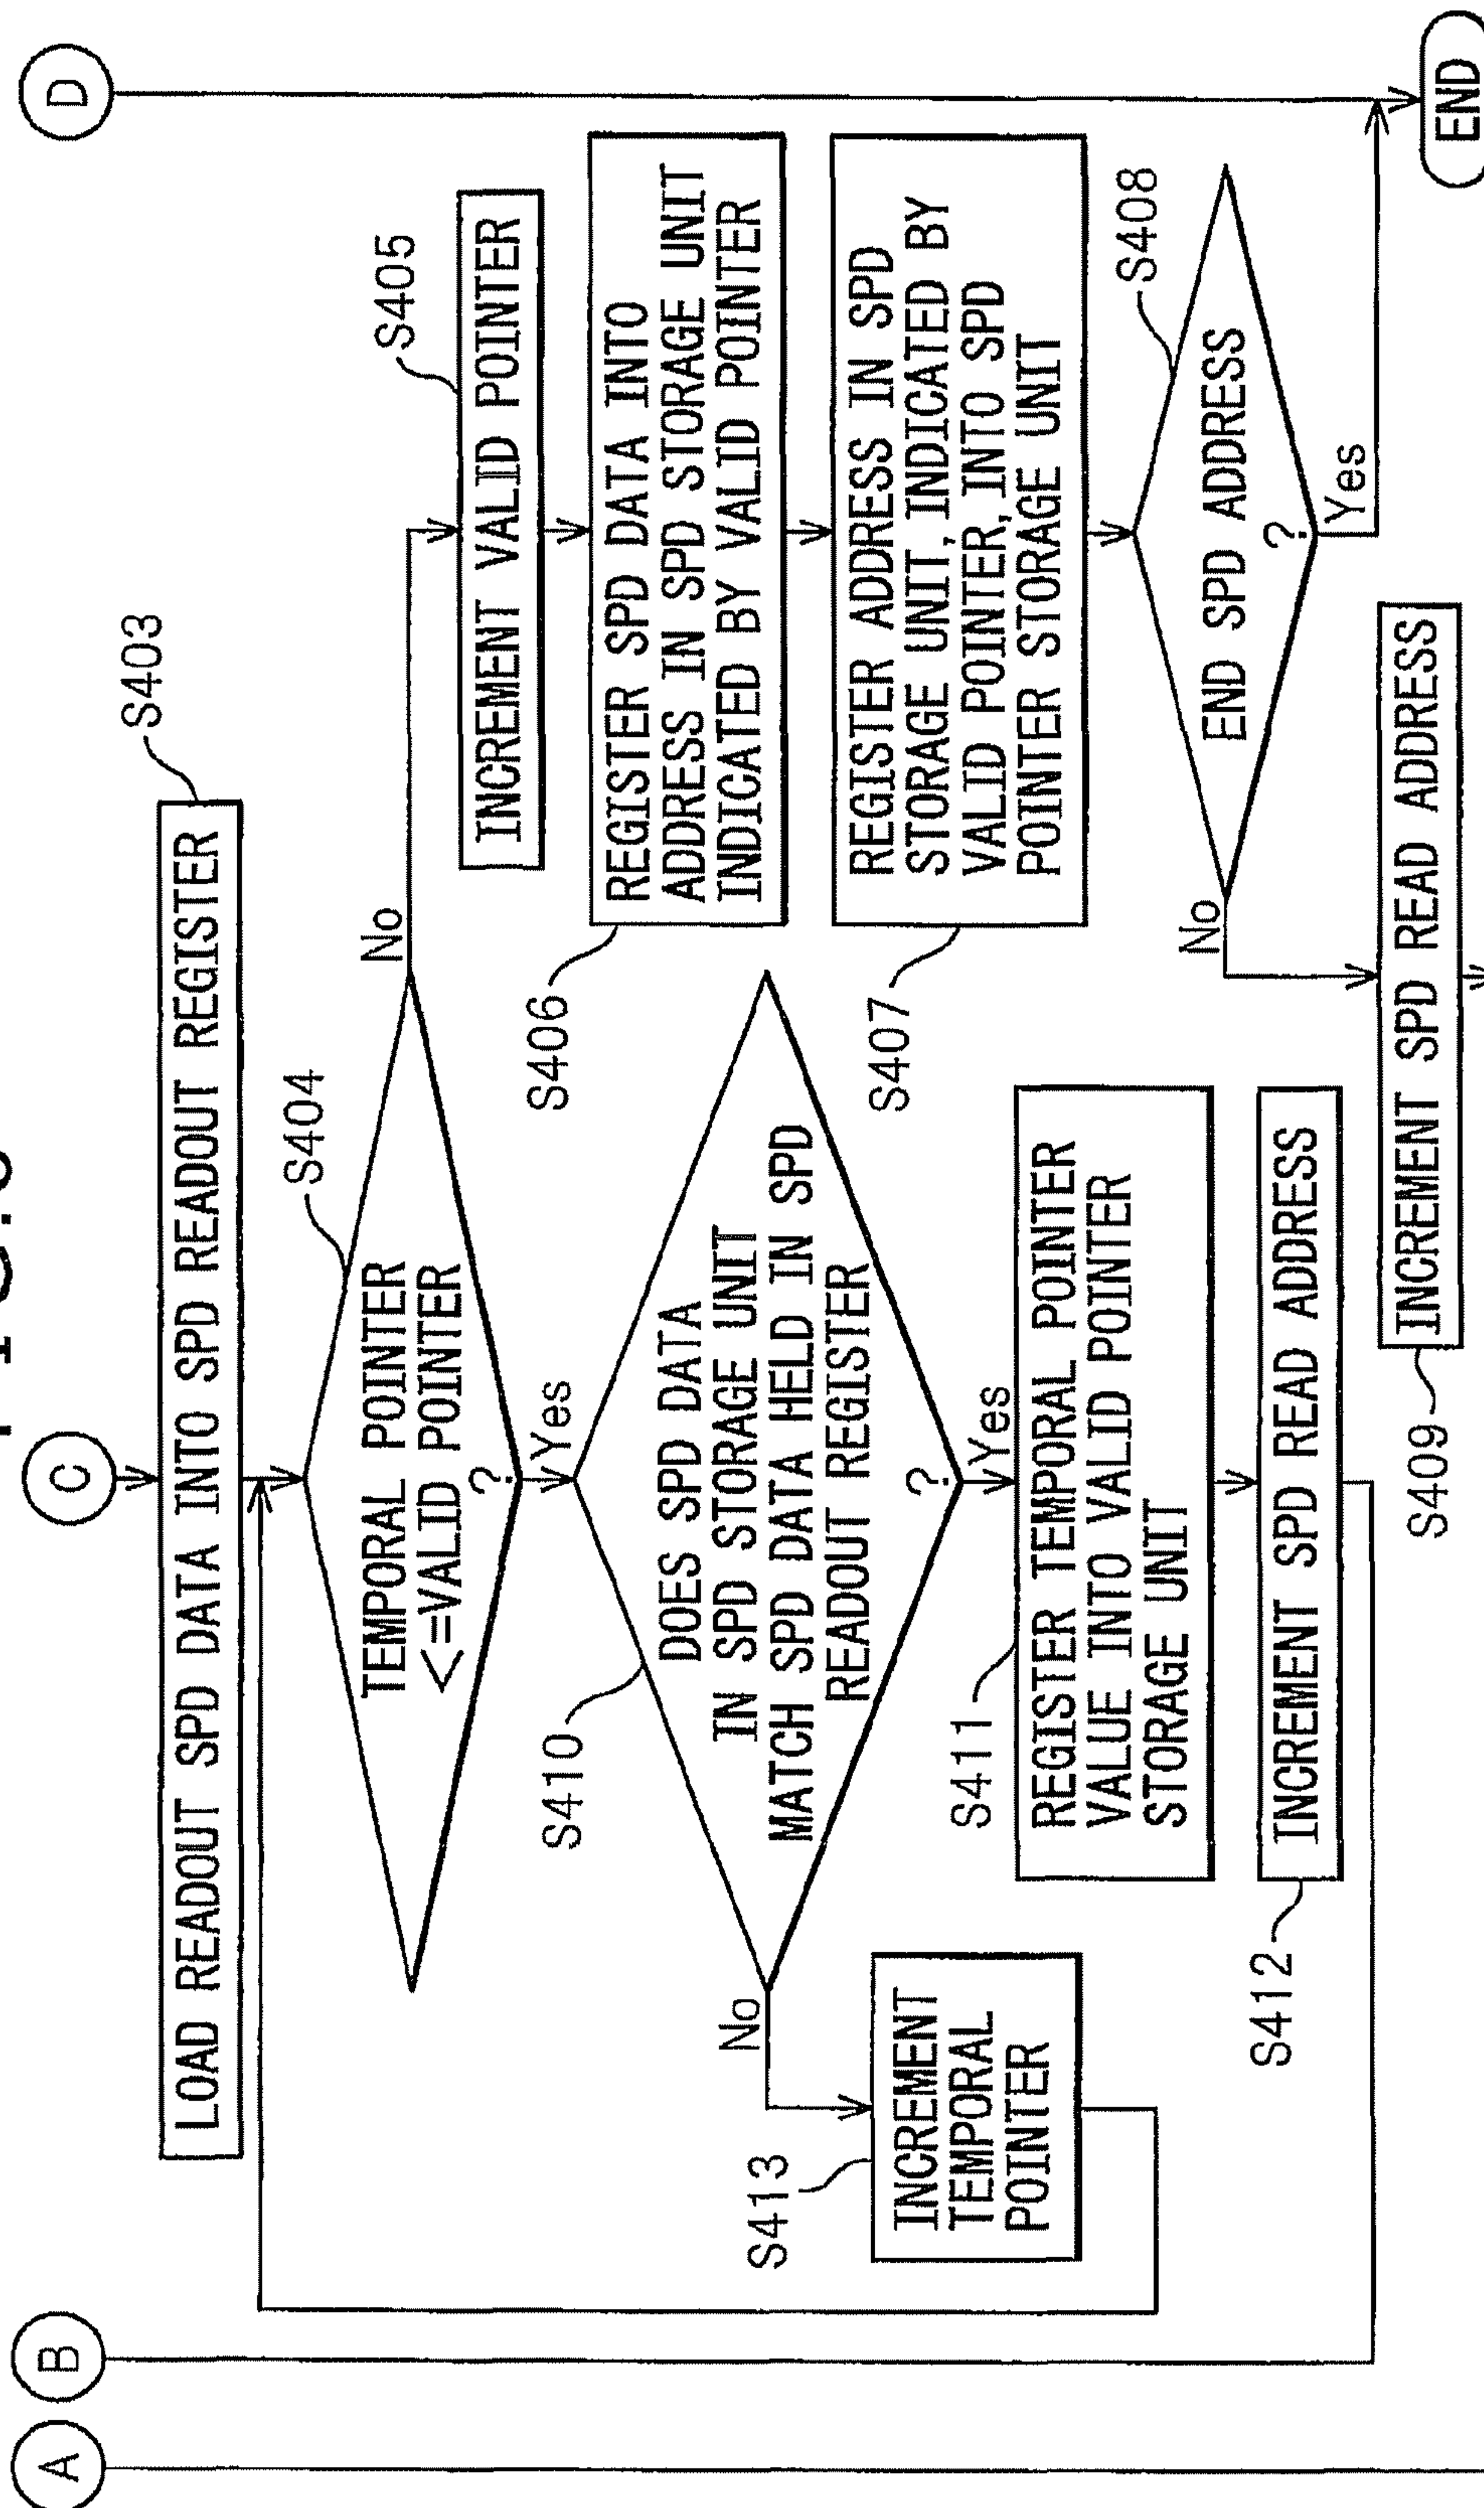 C
D
LOAD READOUT SPD DATA INTO SPD READOUT REGISTER
S403
S404
TEMPORAL POINTER
<=VALID POINTER
?
No
Yes
S405
INCREMENT VALID POINTER
S406
REGISTER SPD DATA INTO
ADDRESS IN SPD STORAGE UNIT
INDICATED BY VALID POINTER
S407
REGISTER ADDRESS IN SPD
STORAGE UNIT, INDICATED BY
VALID POINTER, INTO SPD
POINTER STORAGE UNIT
S408
END SPD ADDRESS
?
No
Yes
S409
INCREMENT SPD READ ADDRESS
END
S410
DOES SPD DATA
IN SPD STORAGE UNIT
MATCH SPD DATA HELD IN SPD
READOUT REGISTER
?
No
Yes
S411
REGISTER TEMPORAL POINTER
VALUE INTO VALID POINTER
STORAGE UNIT
S412
INCREMENT SPD READ ADDRESS
S413
INCREMENT
TEMPORAL
POINTER
A
B